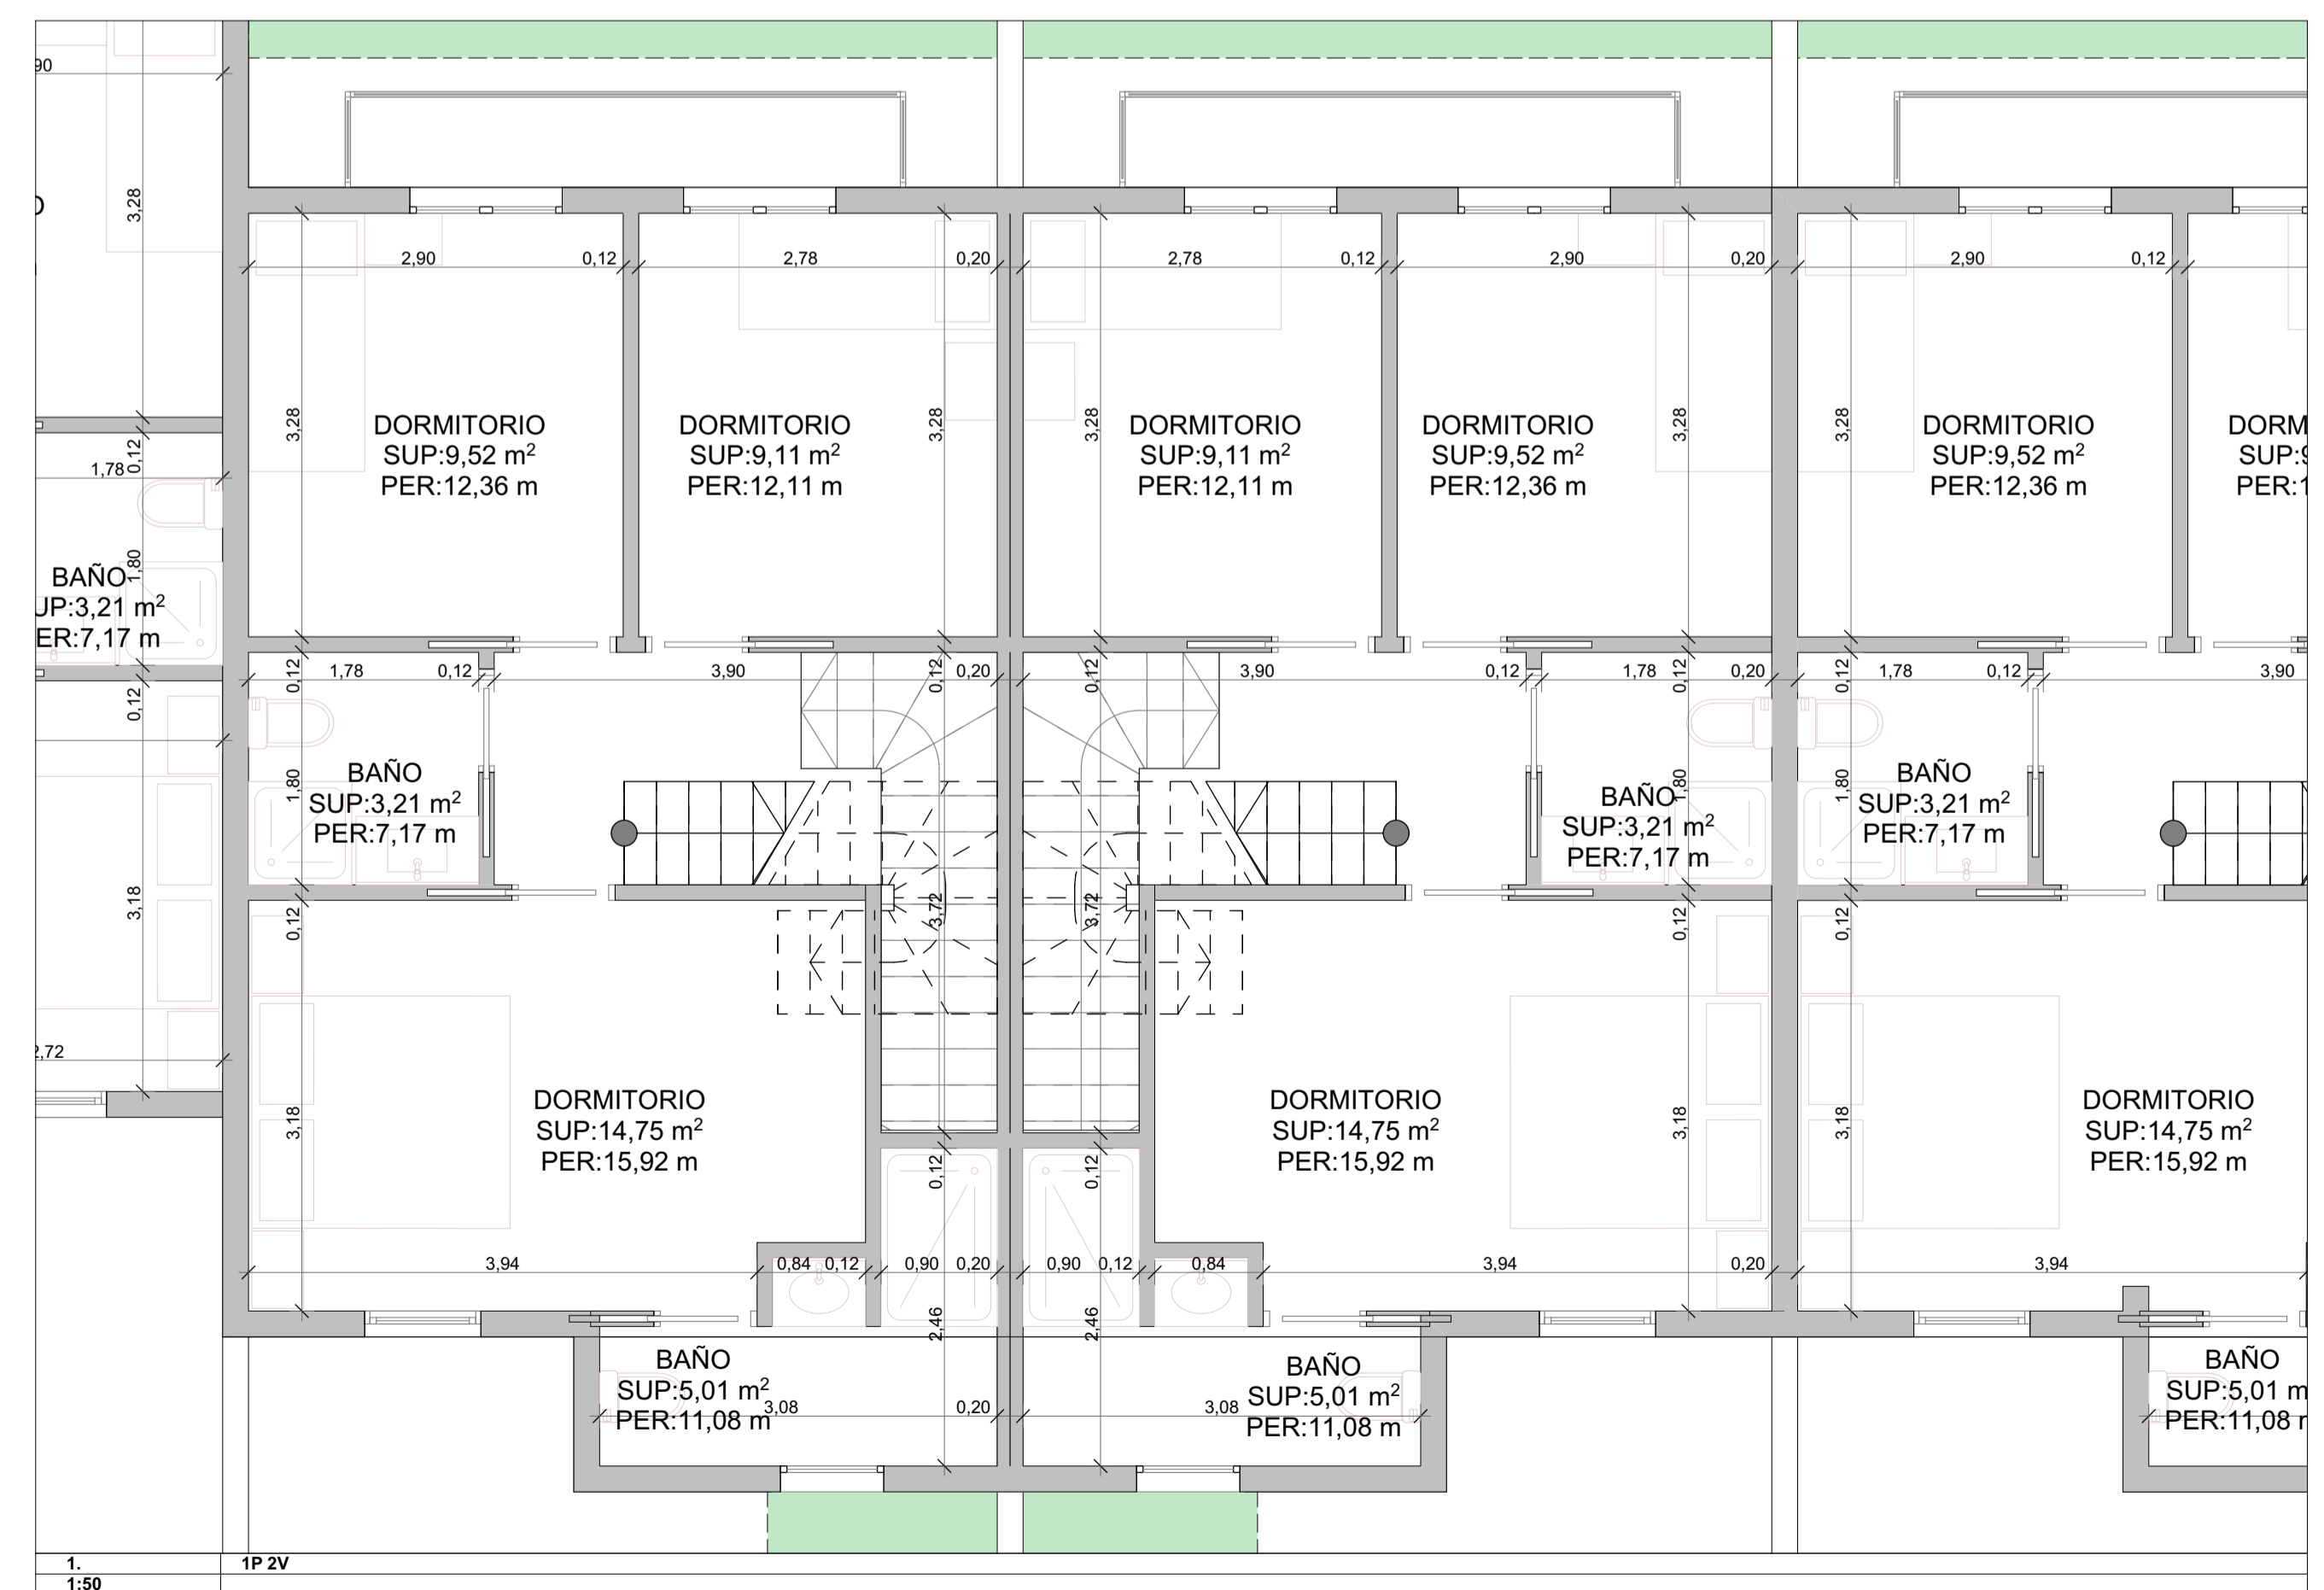 90
3,28
2,90
0,12
2,78
0,20
2,78
0,12
2,90
0,20
2,90
0,12
3,28
3,28
3,28
3,28
3,28
DORMITORIO
SUP:9,52 m²
PER:12,36 m
DORMITORIO
SUP:9,11 m²
PER:12,11 m
DORMITORIO
SUP:9,11 m²
PER:12,11 m
DORMITORIO
SUP:9,52 m²
PER:12,36 m
DORMITORIO
SUP:9,52 m²
PER:12,36 m
DORM
SUP:9
PER:1
0,12
1,78
1,80
BAÑO
UP:3,21 m²
ER:7,17 m
0,12
3,18
2,72
0,12
1,78
0,12
3,90
0,12
0,20
0,12
3,90
0,12
1,78
0,12
0,20
1,78
0,12
0,12
3,90
1,80
BAÑO
SUP:3,21 m²
PER:7,17 m
BAÑO
SUP:3,21 m²
PER:7,17 m
1,80
BAÑO
SUP:3,21 m²
PER:7,17 m
1,80
0,12
3,72
3,72
0,12
0,12
DORMITORIO
SUP:14,75 m²
PER:15,92 m
DORMITORIO
SUP:14,75 m²
PER:15,92 m
DORMITORIO
SUP:14,75 m²
PER:15,92 m
3,18
3,18
3,18
0,12
0,12
3,94
0,84
0,12
0,90
0,20
0,90
0,12
0,84
3,94
0,20
3,94
2,46
2,46
BAÑO
SUP:5,01 m²
PER:11,08 m
3,08
0,20
BAÑO
SUP:5,01 m²
PER:11,08 m
3,08
BAÑO
SUP:5,01 m
PER:11,08
1.
1P 2V
1:50